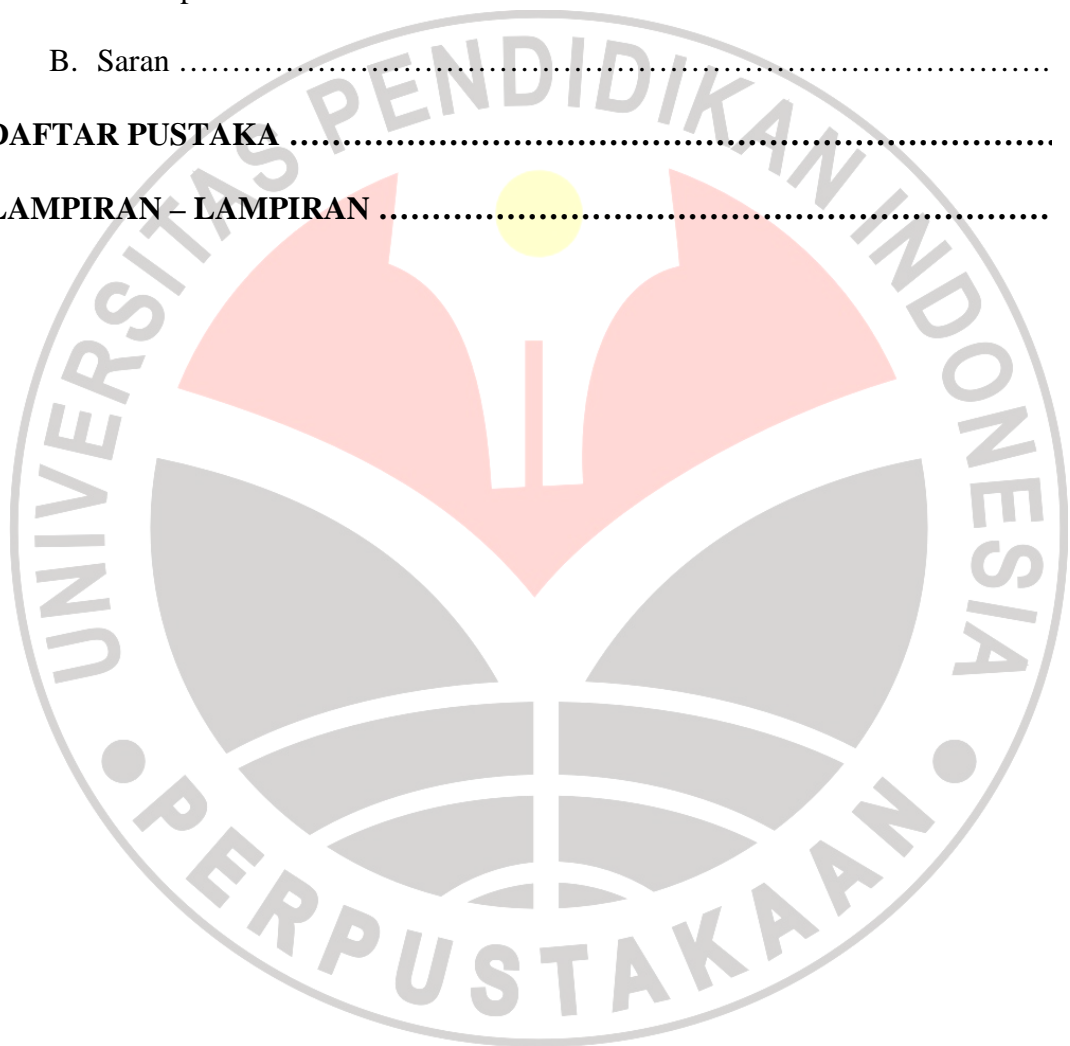 B. Saran ……………………………………………………………………….
DAFTAR PUSTAKA ……………………………………………………………….
LAMPIRAN – LAMPIRAN ……………………………………………………….
UNIVERSITAS PENDIDIKAN INDONESIA
PERPUSTAKAAN